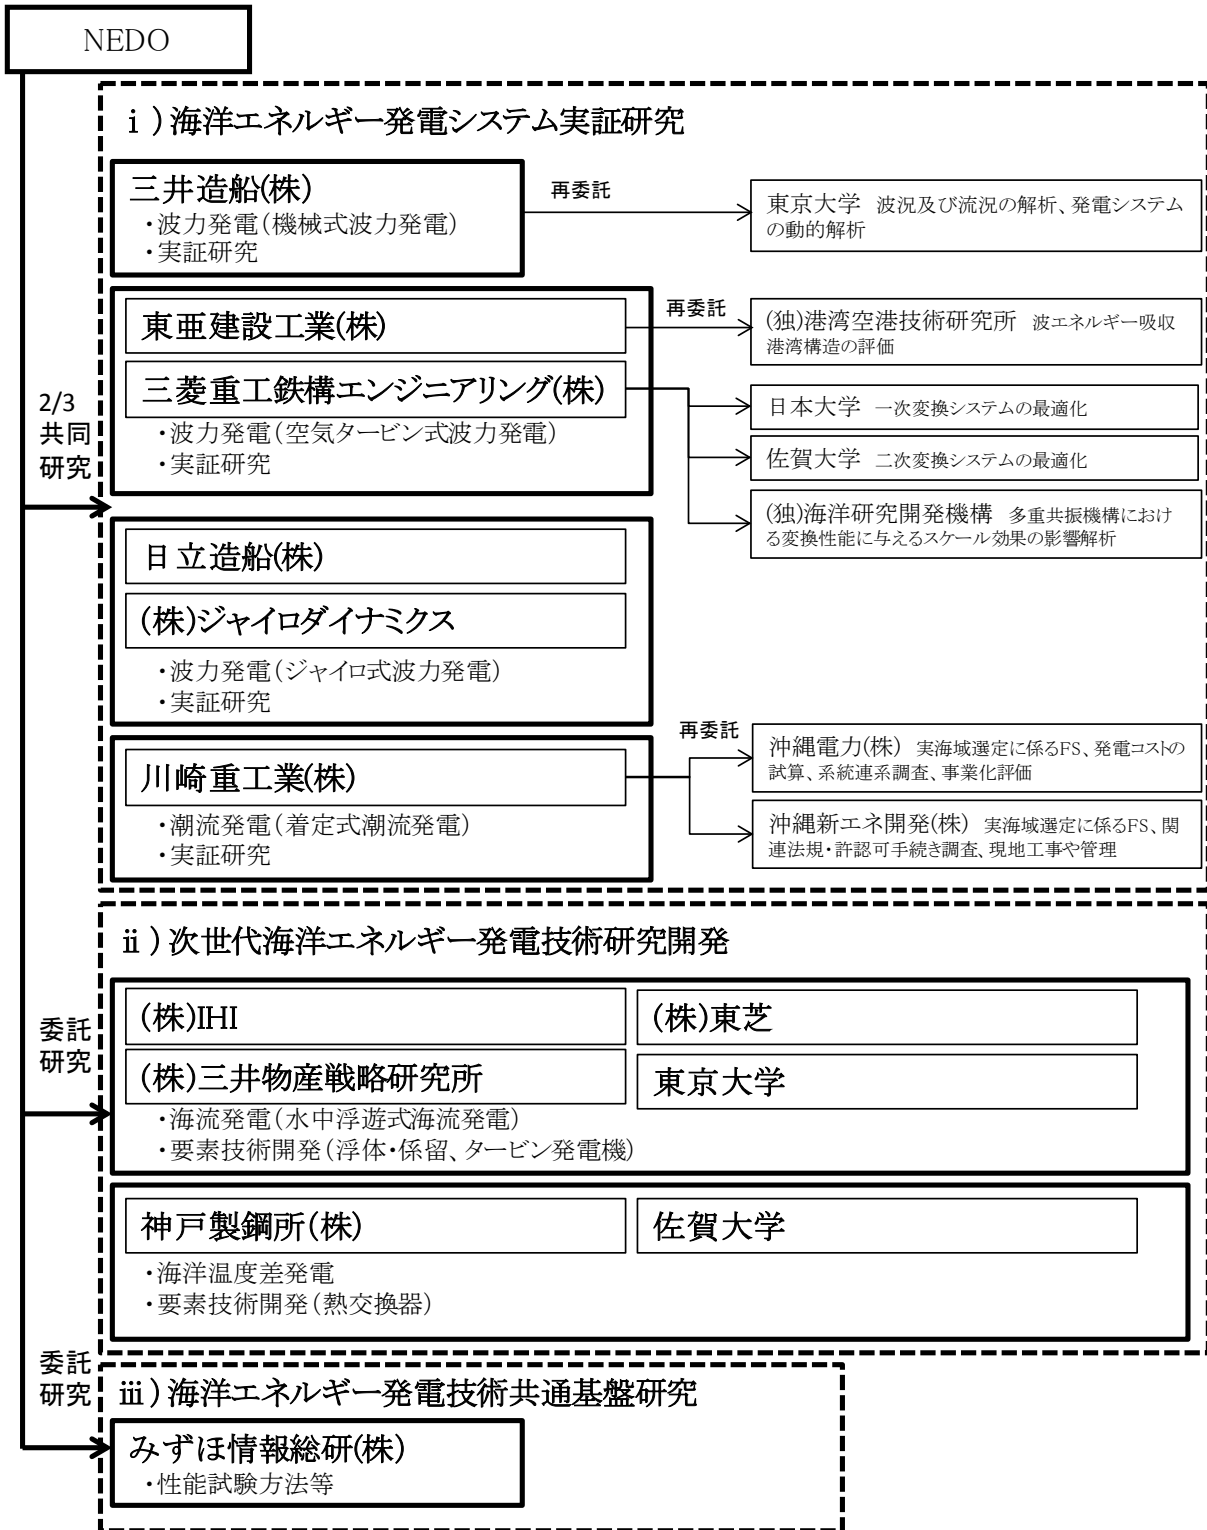 NEDO
ⅰ)海洋エネルギー発電システム実証研究
三井造船(株)
・波力発電(機械式波力発電)
・実証研究
再委託
東京大学 波況及び流況の解析、発電システム
の動的解析
東亜建設工業(株)
三菱重工鉄構エンジニアリング(株)
・波力発電(空気タービン式波力発電)
・実証研究
再委託
(独)港湾空港技術研究所 波エネルギー吸収
港湾構造の評価
日本大学 一次変換システムの最適化
佐賀大学 二次変換システムの最適化
(独)海洋研究開発機構 多重共振機構におけ
る変換性能に与えるスケール効果の影響解析
2/3
共同
研究
日立造船(株)
(株)ジャイロダイナミクス
・波力発電(ジャイロ式波力発電)
・実証研究
川崎重工業(株)
・潮流発電(着定式潮流発電)
・実証研究
再委託
沖縄電力(株) 実海域選定に係るFS、発電コストの
試算、系統連系調査、事業化評価
沖縄新エネ開発(株) 実海域選定に係るFS、関
連法規・許認可手続き調査、現地工事や管理
ⅱ)次世代海洋エネルギー発電技術研究開発
委託
研究
(株)IHI
(株)東芝
(株)三井物産戦略研究所
東京大学
・海流発電(水中浮遊式海流発電)
・要素技術開発(浮体・係留、タービン発電機)
神戸製鋼所(株)
佐賀大学
・海洋温度差発電
・要素技術開発(熱交換器)
委託
研究
ⅲ)海洋エネルギー発電技術共通基盤研究
みずほ情報総研(株)
・性能試験方法等